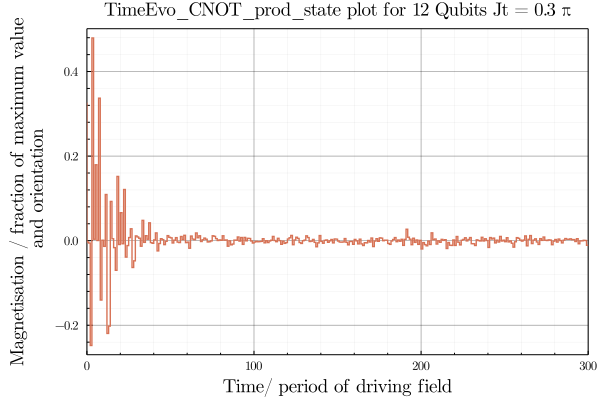 TimeEvo_CNOT_prod_state plot for 12 Qubits Jt = 0.3 π
Magnetisation / fraction of maximum value
and orientation
0.4
0.2
0.0
−0.2
0
100
200
300
Time/ period of driving field